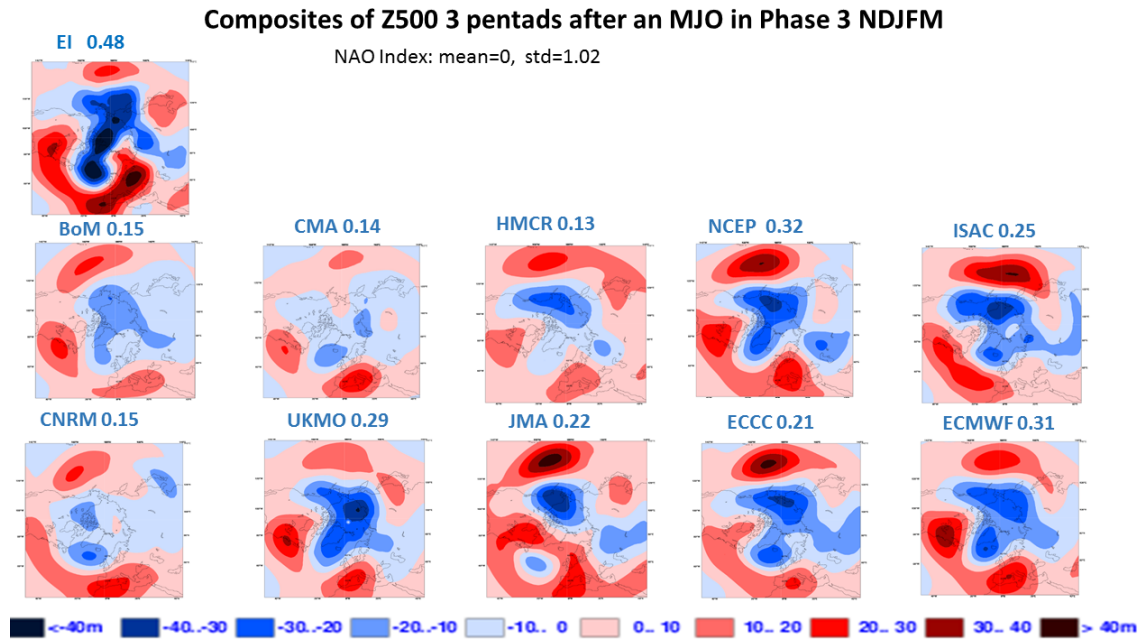 Composites of Z500 3 pentads after an MJO in Phase 3 NDJFM
EI 0.48
NAO Index: mean=0, std=1.02
BoM 0.15
CMA 0.14
HMCR 0.13
NCEP 0.32
ISAC 0.25
CNRM 0.15
UKMO 0.29
JMA 0.22
ECCC 0.21
ECMWF 0.31
<-40m -40..-30 -30..-20 -20..-10 -10.. 0 0.. 10 10.. 20 20.. 30 30.. 40 > 40m